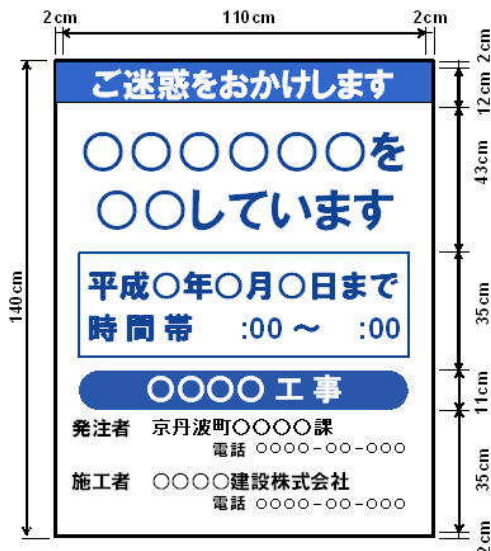 2cm 110cm 2cm
2cm
12cm
43cm
35cm
11cm
35cm
2cm
140cm
ご迷惑をおかけします
○○○○○○を
○○しています
平成○年○月○日まで
時間帯 :00 ~ :00
○○○○工事
発注者 京丹波町○○○○課
電話 ○○○○-○○-○○○
施工者 ○○○○建設株式会社
電話 ○○○○-○○-○○○